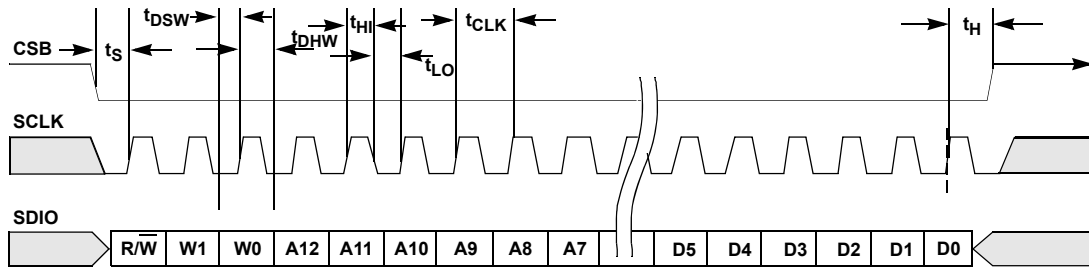 tDSW
tHI
tCLK
tH
CSB
tS
tDHW
tLO
SCLK
SDIO
R/W̅ W1 W0 A12 A11 A10 A9 A8 A7 D5 D4 D3 D2 D1 D0